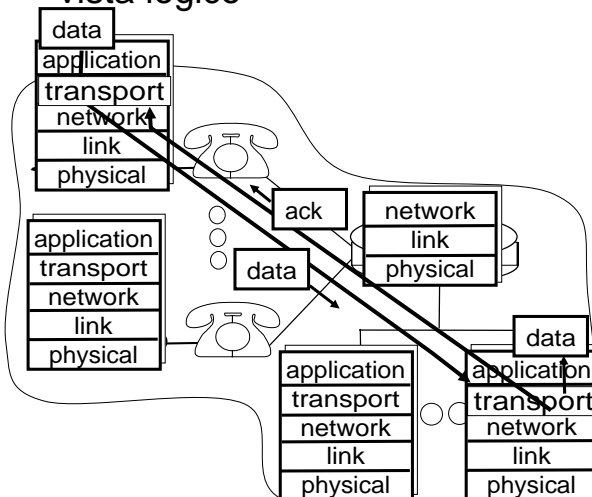 vista lógico
data
application
transport
network
link
physical
ack
network
link
physical
application
transport
network
link
physical
data
data
application
transport
network
link
physical
application
transport
network
link
physical